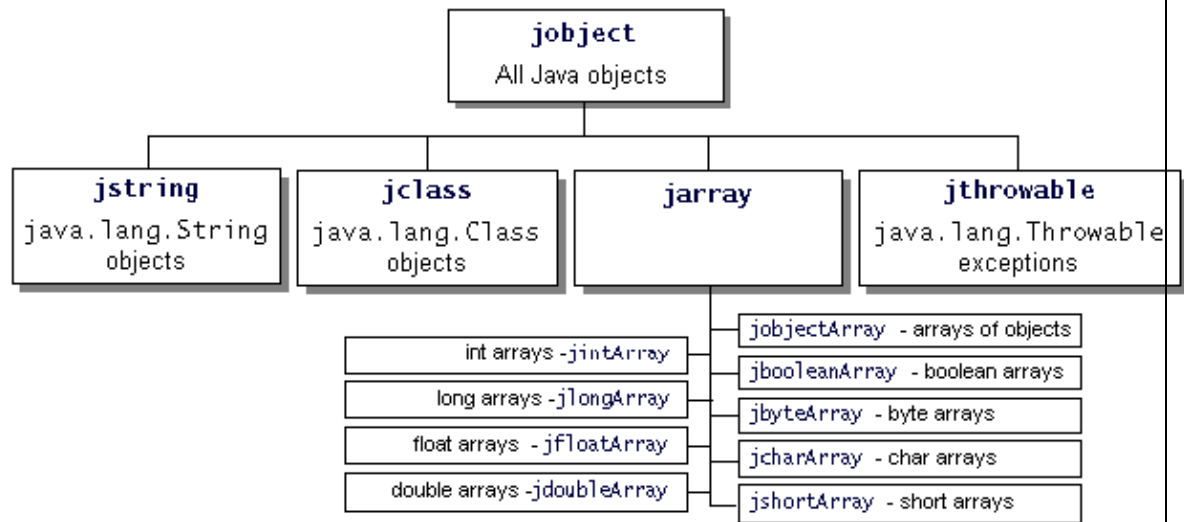 jobject
All Java objects
jstring
java.lang.String
objects
jclass
java.lang.Class
objects
jarray
jthrowable
java.lang.Throwable
exceptions
int arrays -jintArray
long arrays -jlongArray
float arrays -jfloatArray
double arrays -jdoubleArray
jobjectArray - arrays of objects
jbooleanArray - boolean arrays
jbyteArray - byte arrays
jcharArray - char arrays
jshortArray - short arrays